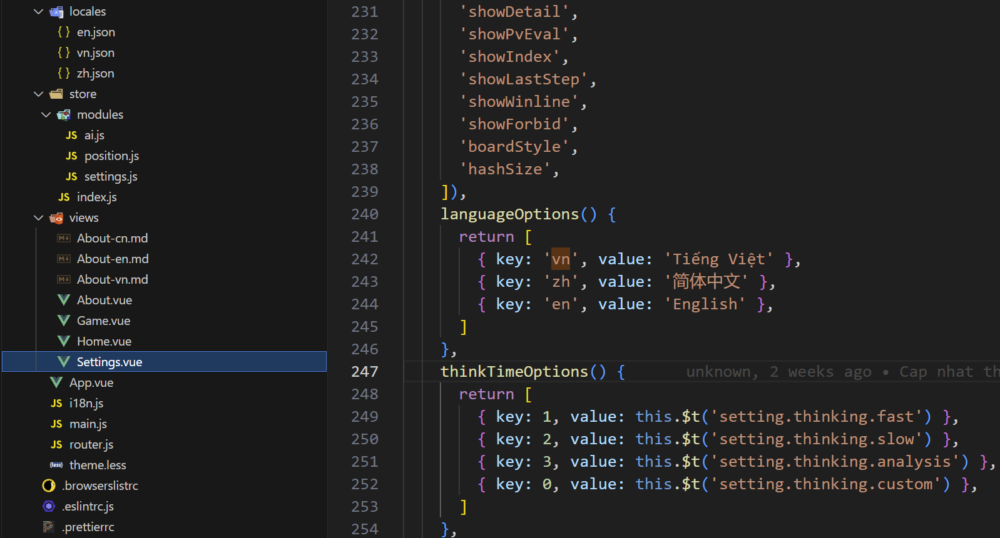 locales
en.json
vn.json
zh.json
store
modules
ai.js
position.js
settings.js
index.js
views
About-cn.md
About-en.md
About-vn.md
About.vue
Game.vue
Home.vue
Settings.vue
App.vue
i18n.js
main.js
router.js
theme.less
.browserslistrc
.eslintrc.js
.prettierrc
231 'showDetail',
232 'showPvEval',
233 'showIndex',
234 'showLastStep',
235 'showWinline',
236 'showForbid',
237 'boardStyle',
238 'hashSize',
239 ]),
240 languageOptions() {
241 return [
242 { key: 'vn', value: 'Tiếng Việt' },
243 { key: 'zh', value: '简体中文' },
244 { key: 'en', value: 'English' },
245 ]
246 },
247 thinkTimeOptions() { unknown, 2 weeks ago • Cap nhat th
248 return [
249 { key: 1, value: this.$t('setting.thinking.fast') },
250 { key: 2, value: this.$t('setting.thinking.slow') },
251 { key: 3, value: this.$t('setting.thinking.analysis') },
252 { key: 0, value: this.$t('setting.thinking.custom') },
253 ]
254 },